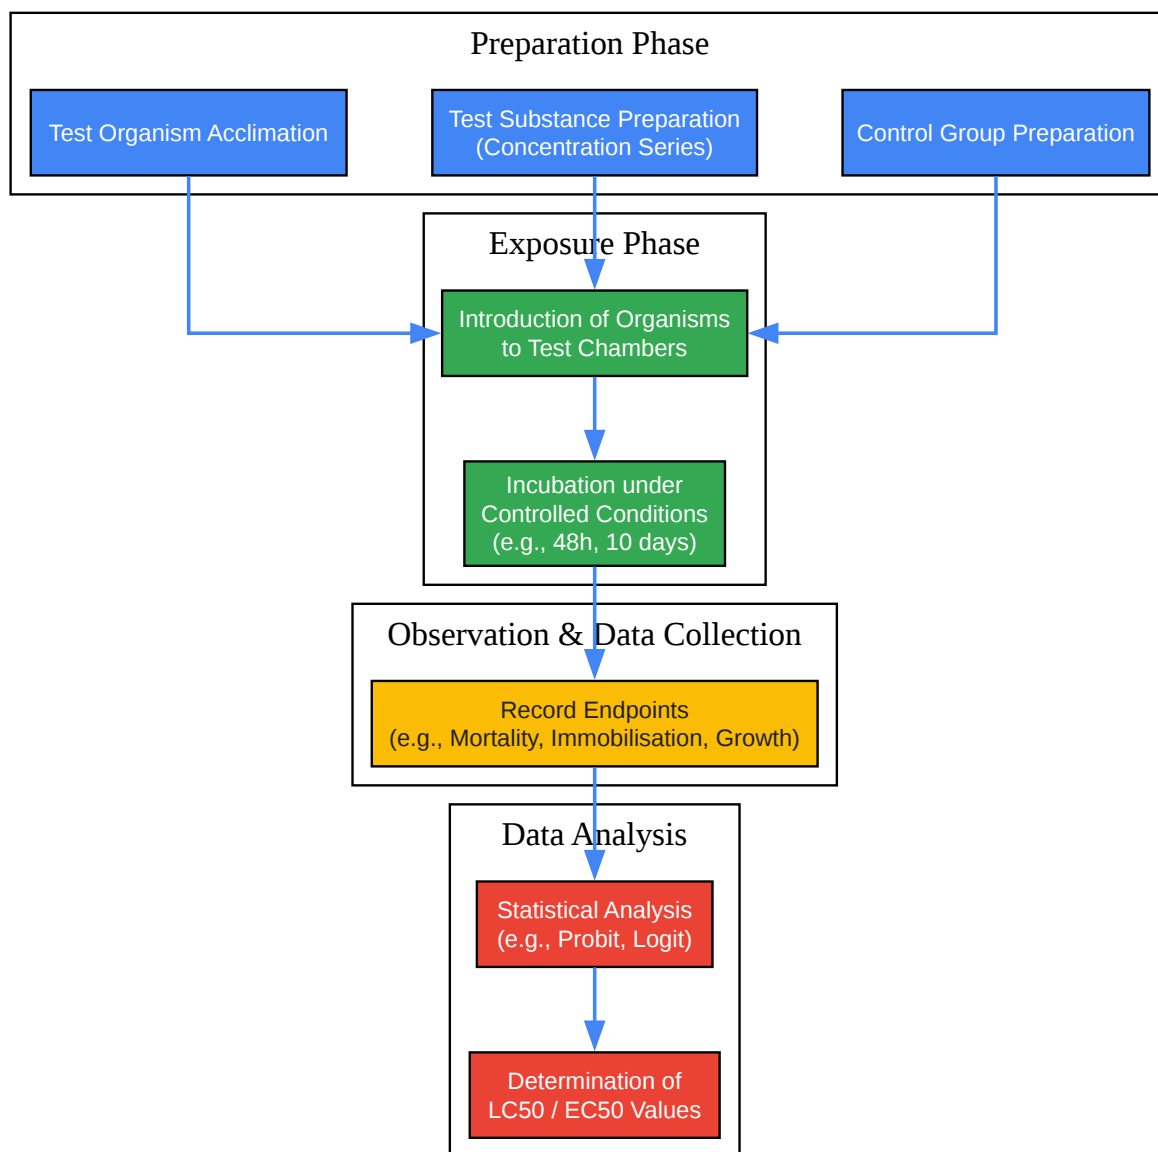 Preparation Phase
Test Organism Acclimation
Test Substance Preparation
(Concentration Series)
Control Group Preparation
Exposure Phase
Introduction of Organisms
to Test Chambers
Incubation under
Controlled Conditions
(e.g., 48h, 10 days)
Observation & Data Collection
Record Endpoints
(e.g., Mortality, Immobilisation, Growth)
Data Analysis
Statistical Analysis
(e.g., Probit, Logit)
Determination of
LC50 / EC50 Values